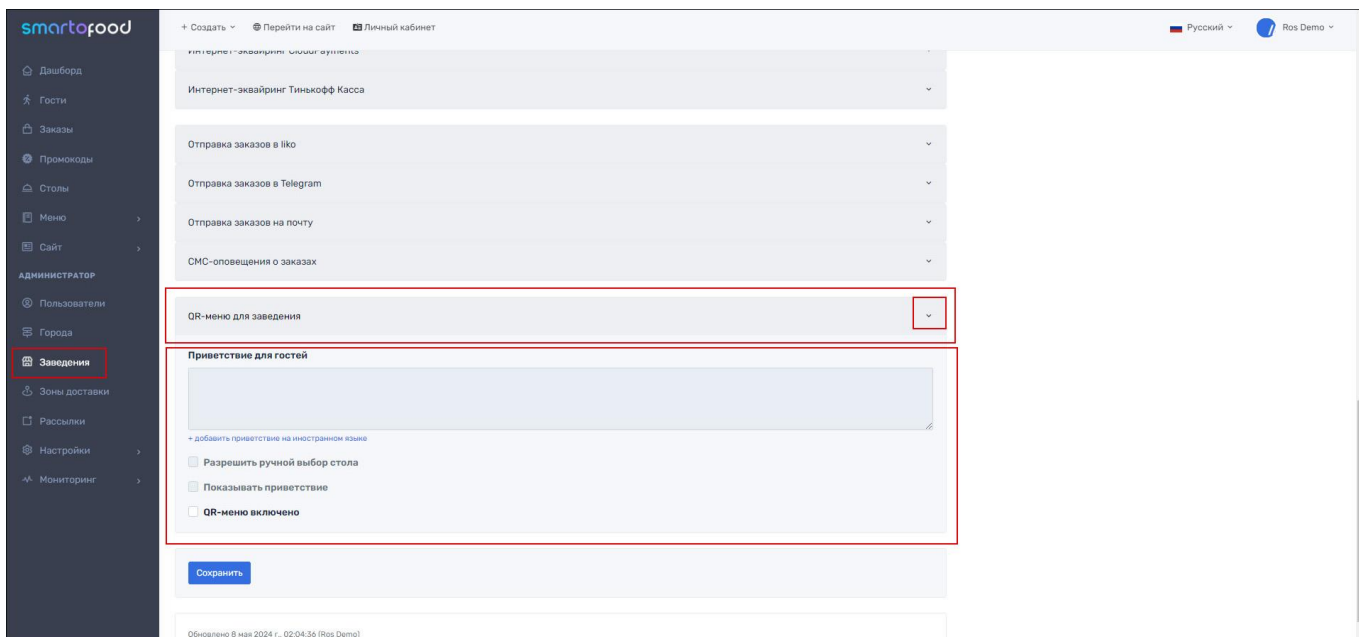 smartofood
+ Создать
Перейти на сайт
Личный кабинет
Русский
Ros Demo
Дашборд
Гости
Заказы
Промокоды
Столы
Меню
Сайт
АДМИНИСТРАТОР
Пользователи
Города
Заведения
Зоны доставки
Рассылки
Настройки
Мониторинг
Интернет-эквайринг CloudPayments
Интернет-эквайринг Тинькофф Касса
Отправка заказов в Iiko
Отправка заказов в Telegram
Отправка заказов на почту
СМС-оповещения о заказах
QR-меню для заведения
Приветствие для гостей
+ добавить приветствие на иностранном языке
Разрешить ручной выбор стола
Показывать приветствие
QR-меню включено
Сохранить
Обновлено 8 мая 2024 г., 02:04:36 (Ros Demo)